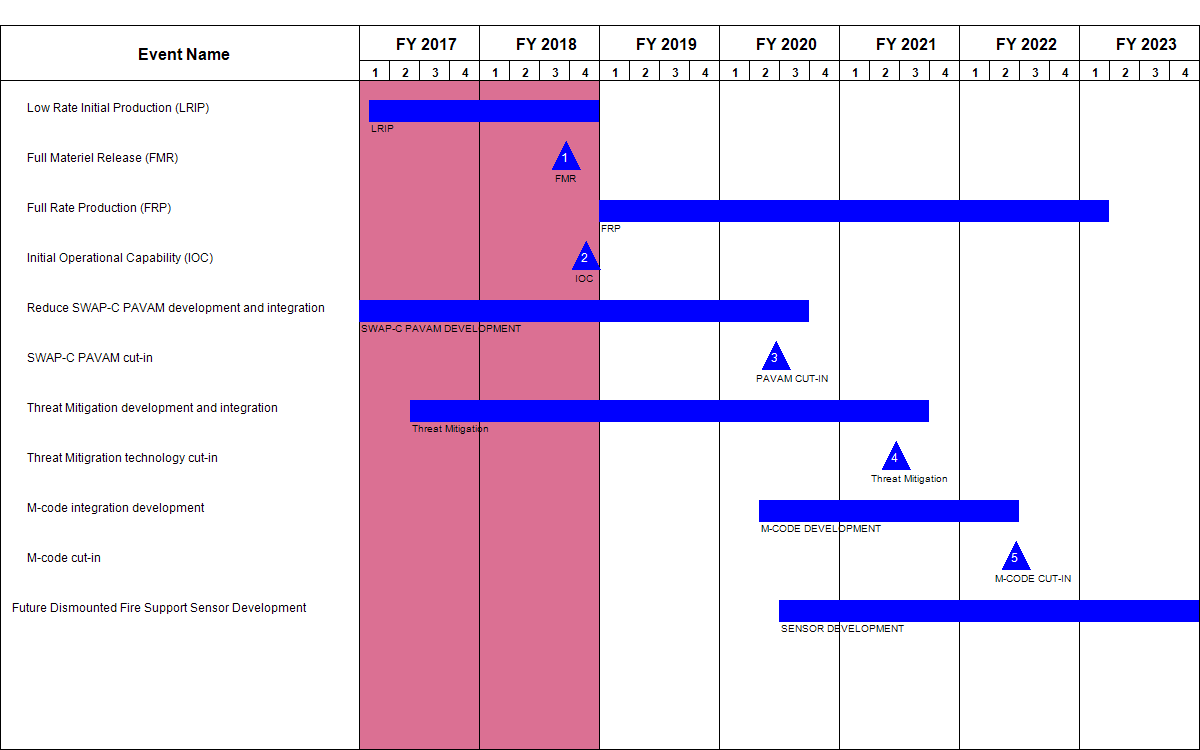 Event Name FY 2017 FY 2018 FY 2019 FY 2020 FY 2021 FY 2022 FY 2023
1 2 3 4 1 2 3 4 1 2 3 4 1 2 3 4 1 2 3 4 1 2 3 4 1 2 3 4
Low Rate Initial Production (LRIP)
LRIP
Full Materiel Release (FMR) 1
FMR
Full Rate Production (FRP)
FRP
Initial Operational Capability (IOC) 2
IOC
Reduce SWAP-C PAVAM development and integration
SWAP-C PAVAM DEVELOPMENT
SWAP-C PAVAM cut-in 3
PAVAM CUT-IN
Threat Mitigation development and integration
Threat Mitigation
Threat Mitigration technology cut-in 4
Threat Mitigation
M-code integration development
M-CODE DEVELOPMENT
M-code cut-in 5
M-CODE CUT-IN
Future Dismounted Fire Support Sensor Development
SENSOR DEVELOPMENT